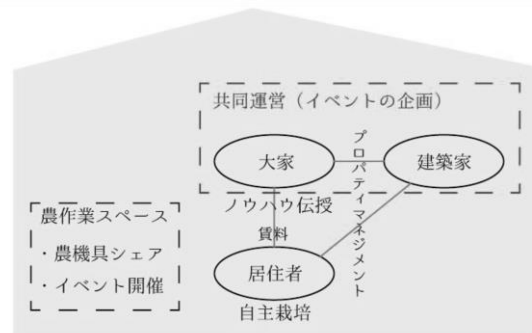 共同運営（イベントの企画）
大家
建築家
プロパティマネジメント
ノウハウ伝授
賃料
居住者
自主栽培
農作業スペース
・農機具シェア
・イベント開催